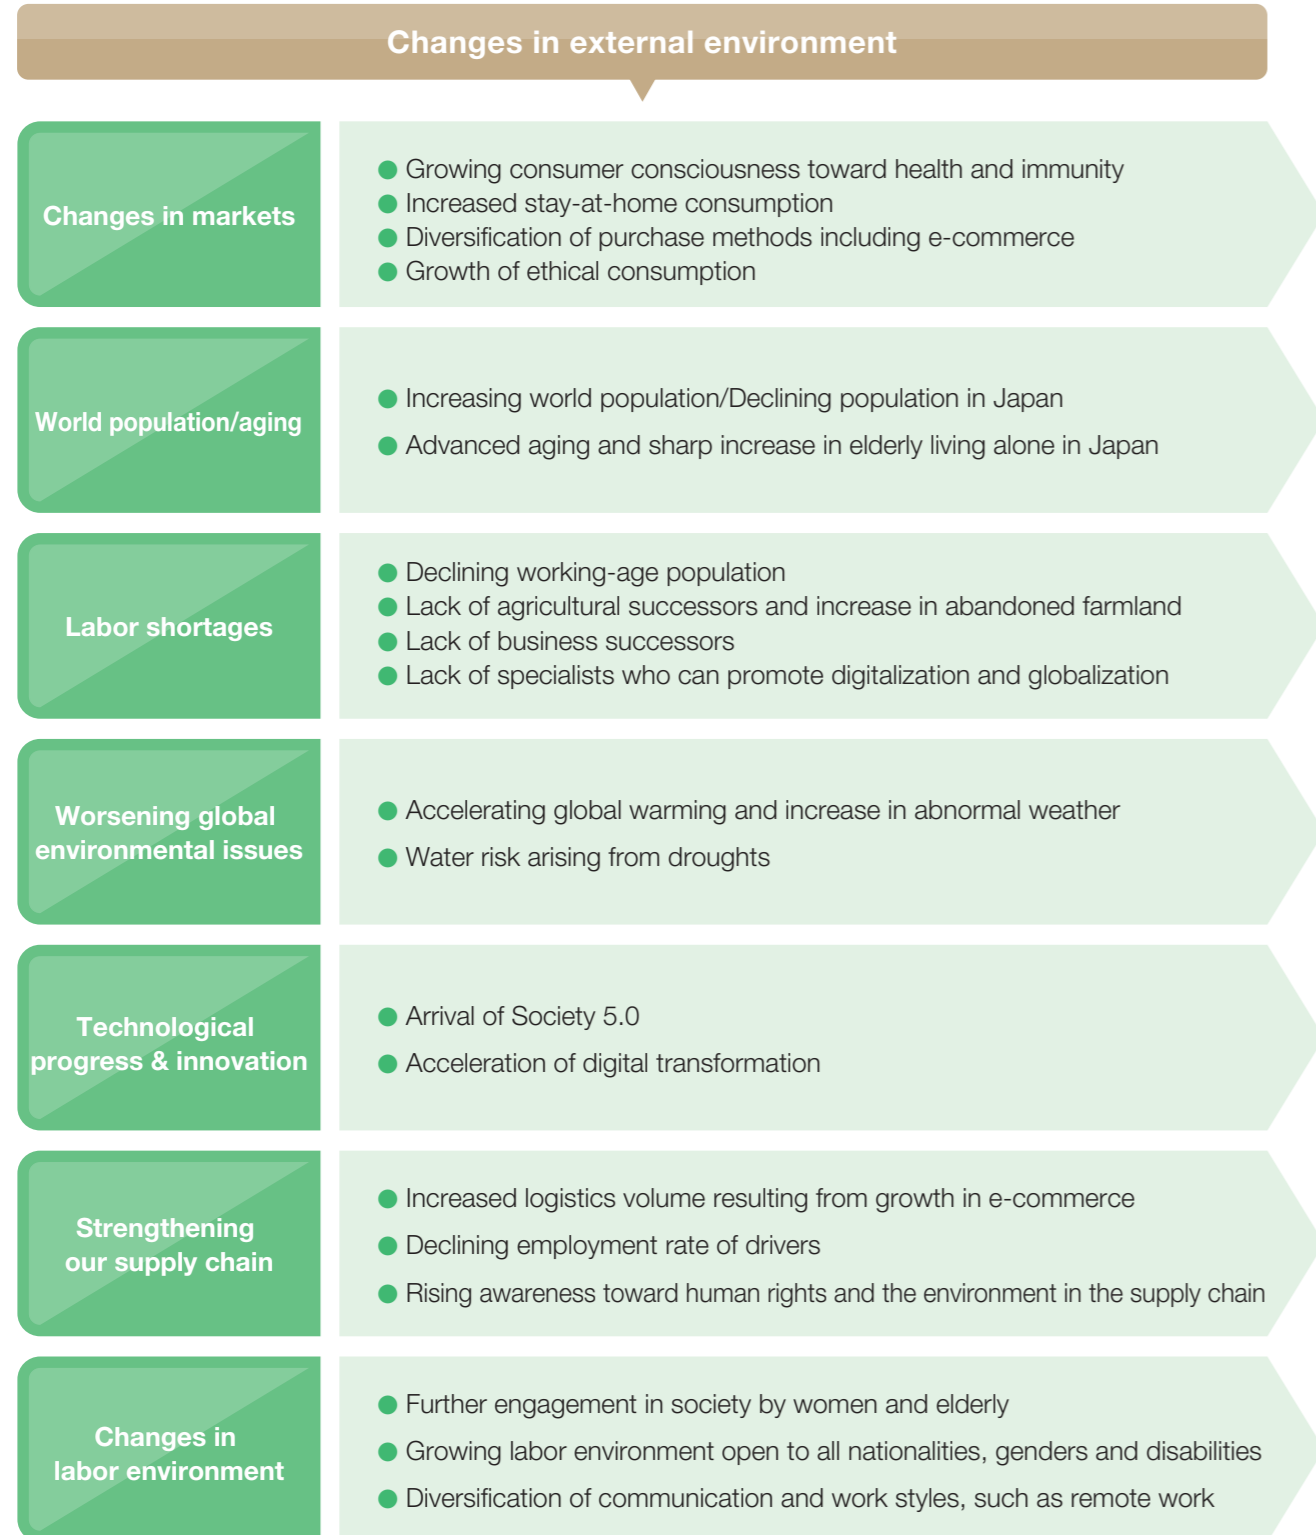 Changes in external environment
Changes in markets
● Growing consumer consciousness toward health and immunity
● Increased stay-at-home consumption
● Diversification of purchase methods including e-commerce
● Growth of ethical consumption
World population/aging
● Increasing world population/Declining population in Japan
● Advanced aging and sharp increase in elderly living alone in Japan
Labor shortages
● Declining working-age population
● Lack of agricultural successors and increase in abandoned farmland
● Lack of business successors
● Lack of specialists who can promote digitalization and globalization
Worsening global
environmental issues
● Accelerating global warming and increase in abnormal weather
● Water risk arising from droughts
Technological
progress & innovation
● Arrival of Society 5.0
● Acceleration of digital transformation
Strengthening
our supply chain
● Increased logistics volume resulting from growth in e-commerce
● Declining employment rate of drivers
● Rising awareness toward human rights and the environment in the supply chain
Changes in
labor environment
● Further engagement in society by women and elderly
● Growing labor environment open to all nationalities, genders and disabilities
● Diversification of communication and work styles, such as remote work